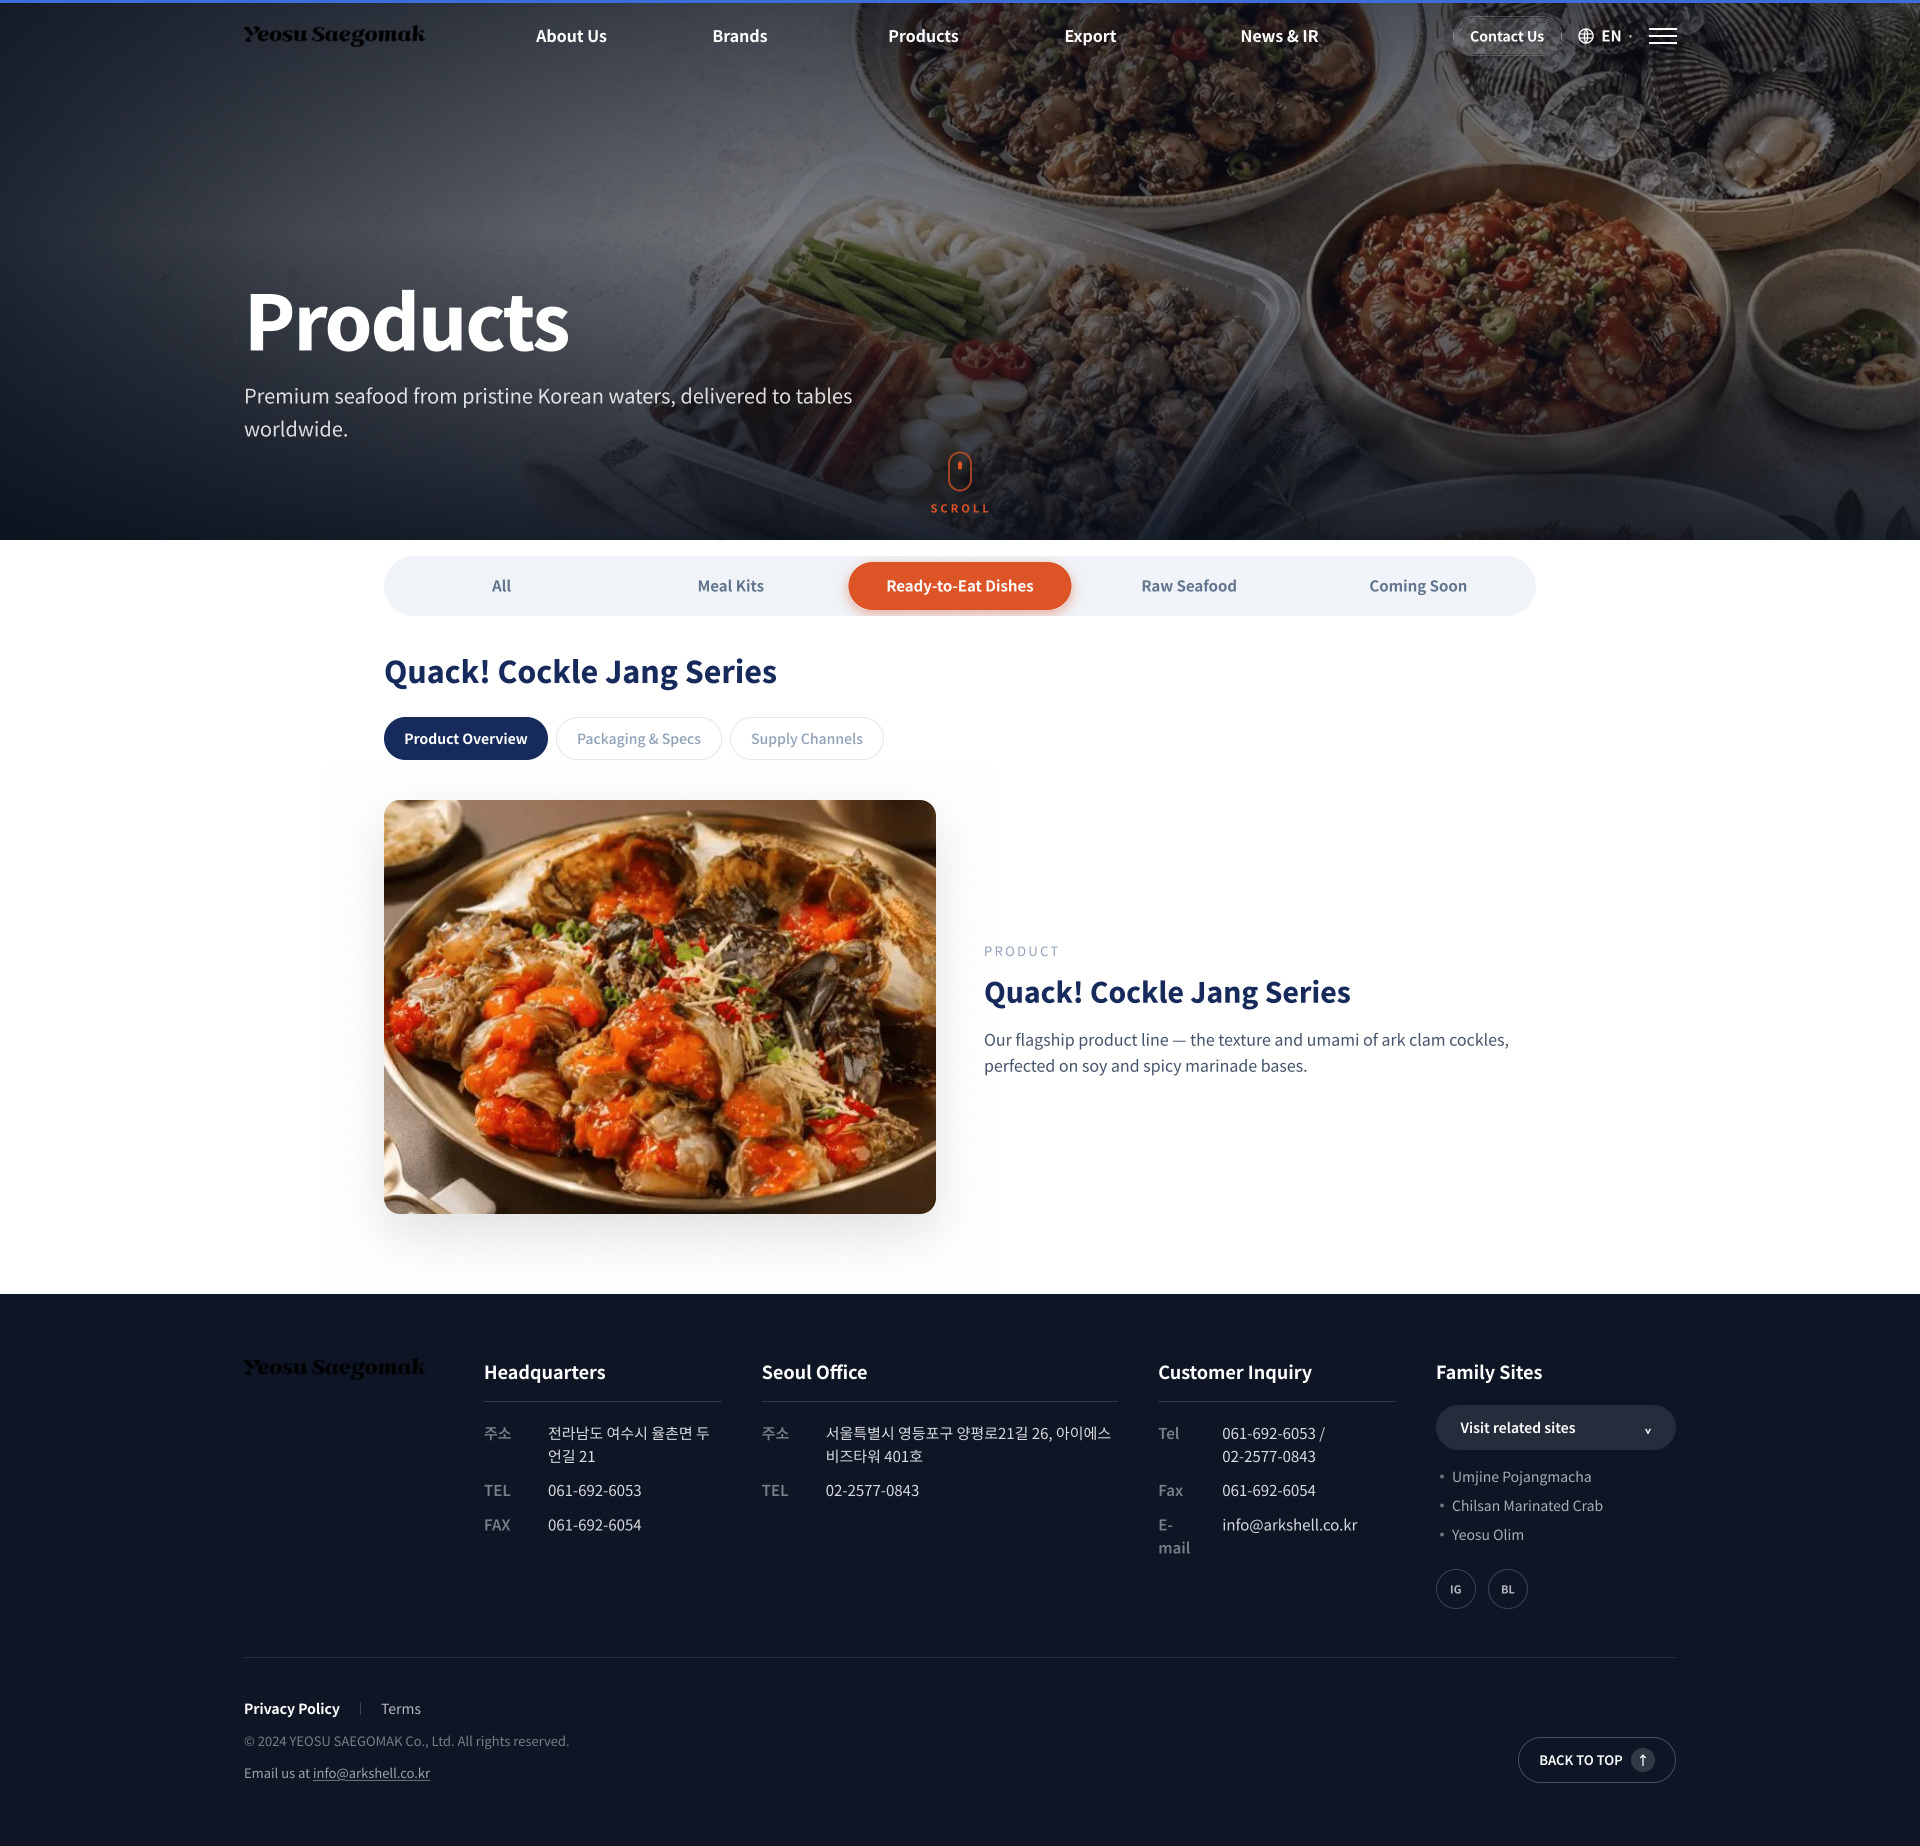 Yeosu Saegomak
About Us
Brands
Products
Export
News & IR
Contact Us
EN
Products
Premium seafood from pristine Korean waters, delivered to tables
worldwide.
SCROLL
All
Meal Kits
Ready-to-Eat Dishes
Raw Seafood
Coming Soon
Quack! Cockle Jang Series
Product Overview
Packaging & Specs
Supply Channels
PRODUCT
Quack! Cockle Jang Series
Our flagship product line — the texture and umami of ark clam cockles,
perfected on soy and spicy marinade bases.
Yeosu Saegomak
Headquarters
주소 전라남도 여수시 율촌면 두
언길 21
TEL 061-692-6053
FAX 061-692-6054
Seoul Office
주소 서울특별시 영등포구 양평로21길 26, 아이에스
비즈타워 401호
TEL 02-2577-0843
Customer Inquiry
Tel 061-692-6053 /
02-2577-0843
Fax 061-692-6054
E- info@arkshell.co.kr
mail
Family Sites
Visit related sites
• Umjine Pojangmacha
• Chilsan Marinated Crab
• Yeosu Olim
IG
BL
Privacy Policy
Terms
© 2024 YEOSU SAEGOMAK Co., Ltd. All rights reserved.
Email us at info@arkshell.co.kr
BACK TO TOP ↑